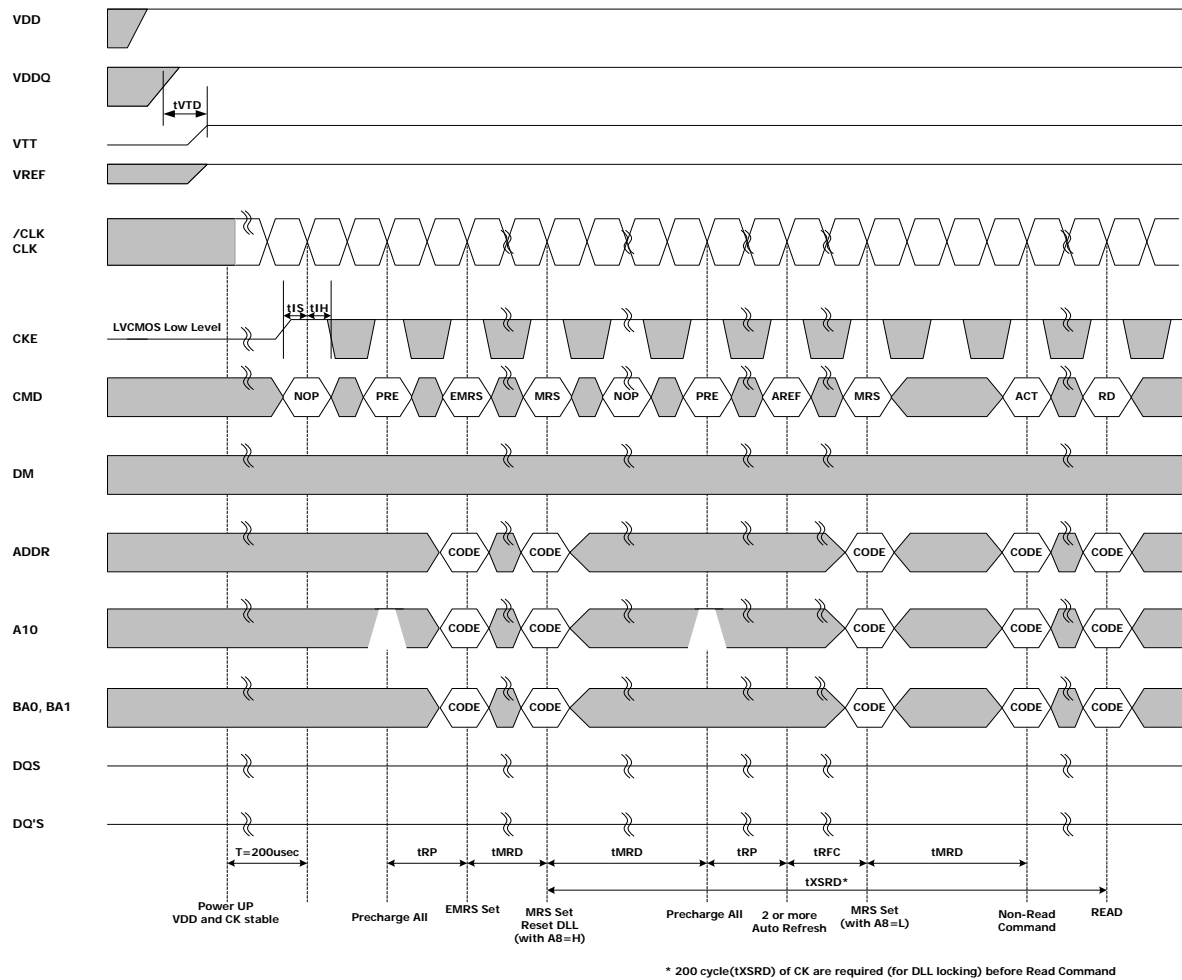 VDD
VDDQ
tVTD
VTT
VREF
/CLK
CLK
tIS tIH
LVCMOS Low Level
CKE
CMD NOP PRE EMRS MRS NOP PRE AREF MRS ACT RD
DM
ADDR CODE CODE CODE CODE CODE
A10 CODE CODE CODE CODE CODE
BA0, BA1 CODE CODE CODE CODE CODE
DQS
DQ'S
T=200usec tRP tMRD tMRD tRP tRFC tMRD
tXSRD*
Power UP
VDD and CK stable
Precharge All
EMRS Set
MRS Set
Reset DLL
(with A8=H)
Precharge All
2 or more
Auto Refresh
MRS Set
(with A8=L)
Non-Read
Command
READ
* 200 cycle(tXSRD) of CK are required (for DLL locking) before Read Command